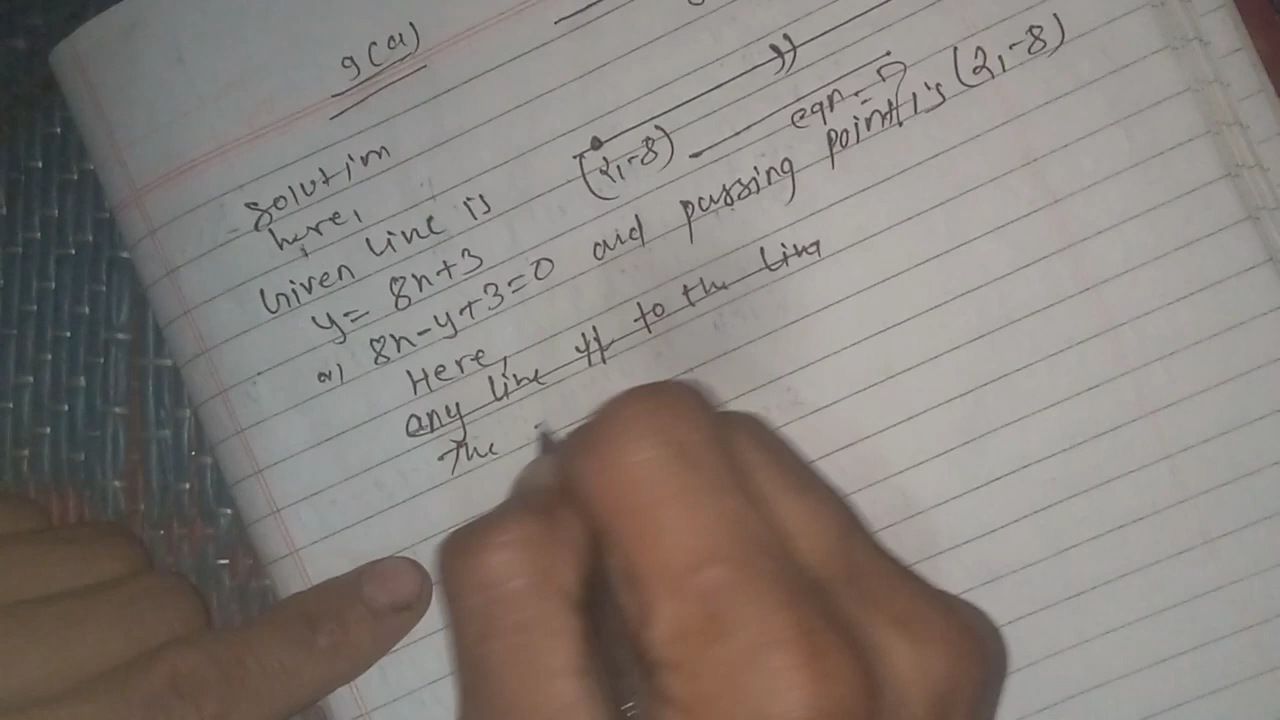 9(a)
solution
here,
Given line is
y = 8x+3
or) 8x-y+3=0 and passing point is (2,-8)
(2,-8)
eqn = ?
Here,
any line // to the line
The